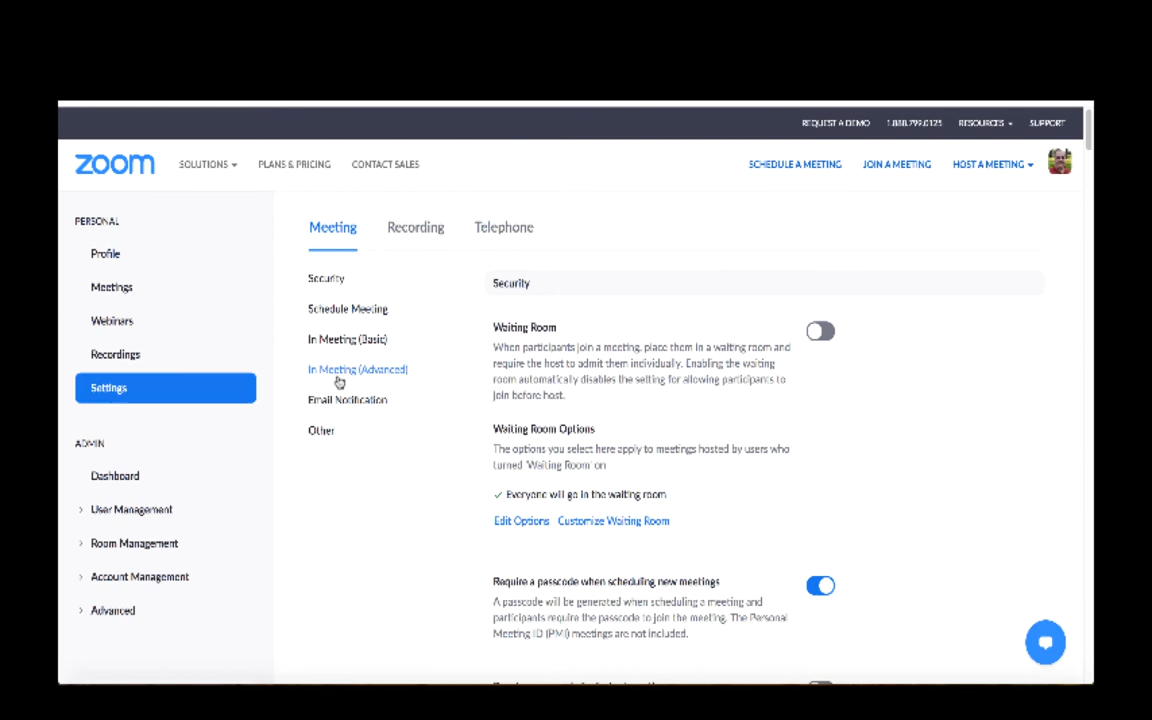 REQUEST A DEMO 1.888.799.0125 RESOURCES SUPPORT
zoom SOLUTIONS PLANS & PRICING CONTACT SALES SCHEDULE A MEETING JOIN A MEETING HOST A MEETING
PERSONAL
Profile
Meetings
Webinars
Recordings
Settings
ADMIN
Dashboard
User Management
Room Management
Account Management
Advanced
Meeting Recording Telephone
Security
Schedule Meeting
In Meeting (Basic)
In Meeting (Advanced)
Email Notification
Other
Security
Waiting Room
When participants join a meeting, place them in a waiting room and
require the host to admit them individually. Enabling the waiting
room automatically disables the setting for allowing participants to
join before host.
Waiting Room Options
The options you select here apply to meetings hosted by users who
turned 'Waiting Room' on
Everyone will go in the waiting room
Edit Options Customize Waiting Room
Require a passcode when scheduling new meetings
A passcode will be generated when scheduling a meeting and
participants require the passcode to join the meeting. The Personal
Meeting ID (PMI) meetings are not included.